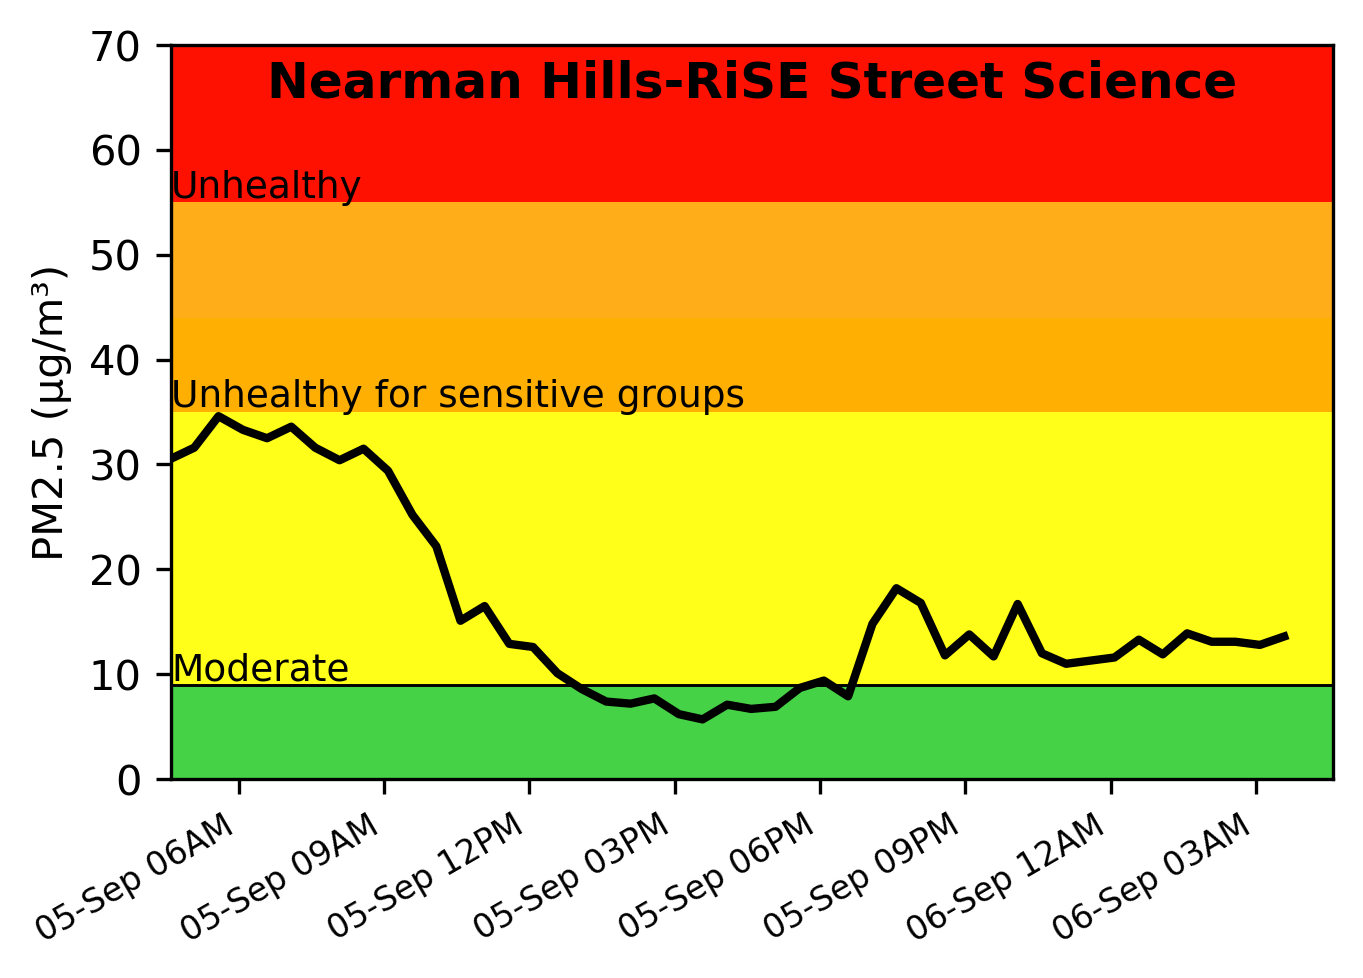 Nearman Hills-RiSE Street Science
PM2.5 (µg/m³)
70
60
50
40
30
20
10
0
Unhealthy
Unhealthy for sensitive groups
Moderate
05-Sep 06AM
05-Sep 09AM
05-Sep 12PM
05-Sep 03PM
05-Sep 06PM
05-Sep 09PM
06-Sep 12AM
06-Sep 03AM